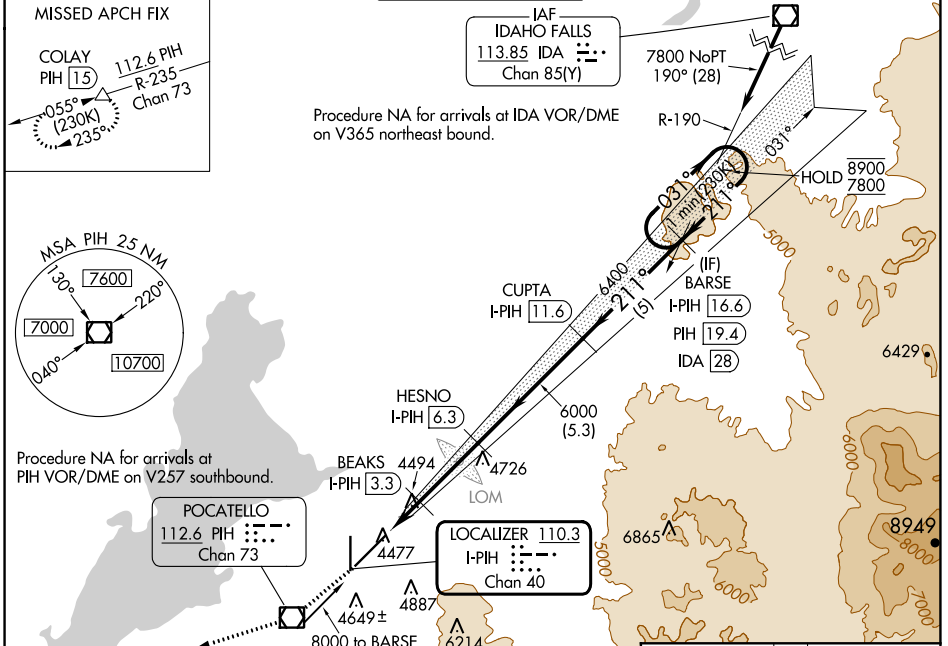 MISSED APCH FIX
COLAY
PIH 15
112.6 PIH
R-235
Chan 73
055°
(230K)
235°
IAF
IDAHO FALLS
113.85 IDA
Chan 85(Y)
7800 NoPT
190° (28)
R-190
Procedure NA for arrivals at IDA VOR/DME
on V365 northeast bound.
031°
HOLD 8900
7800
031°
1 min (230K)
211°
5000
MSA PIH 25 NM
130°
7600
220°
7000
040°
10700
6400
211°
(5)
(IF)
BARSE
I-PIH 16.6
PIH 19.4
IDA 28
CUPTA
I-PIH 11.6
6429
HESNO
I-PIH 6.3
6000
(5.3)
6000
Procedure NA for arrivals at
PIH VOR/DME on V257 southbound.
BEAKS
I-PIH 3.3
4494
4726
LOM
POCATELLO
112.6 PIH
Chan 73
LOCALIZER 110.3
I-PIH
Chan 40
4477
6865
8949
8000
5000
6000
7000
4649±
4887
8000 to BARSE
6214